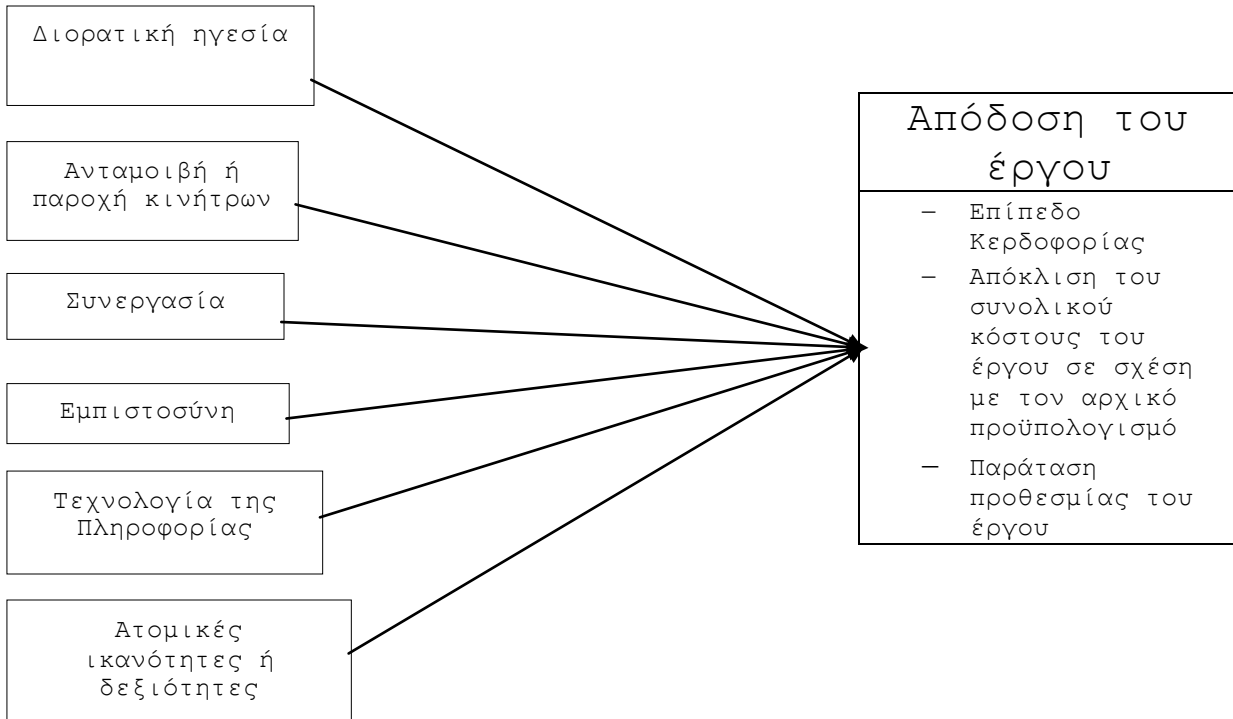 Διορατική ηγεσία
Ανταμοιβή ή
παροχή κινήτρων
Συνεργασία
Εμπιστοσύνη
Τεχνολογία της
Πληροφορίας
Ατομικές
ικανότητες ή
δεξιότητες
Απόδοση του
έργου
– Επίπεδο
Κερδοφορίας
– Απόκλιση του
συνολικού
κόστους του
έργου σε σχέση
με τον αρχικό
προϋπολογισμό
– Παράταση
προθεσμίας του
έργου